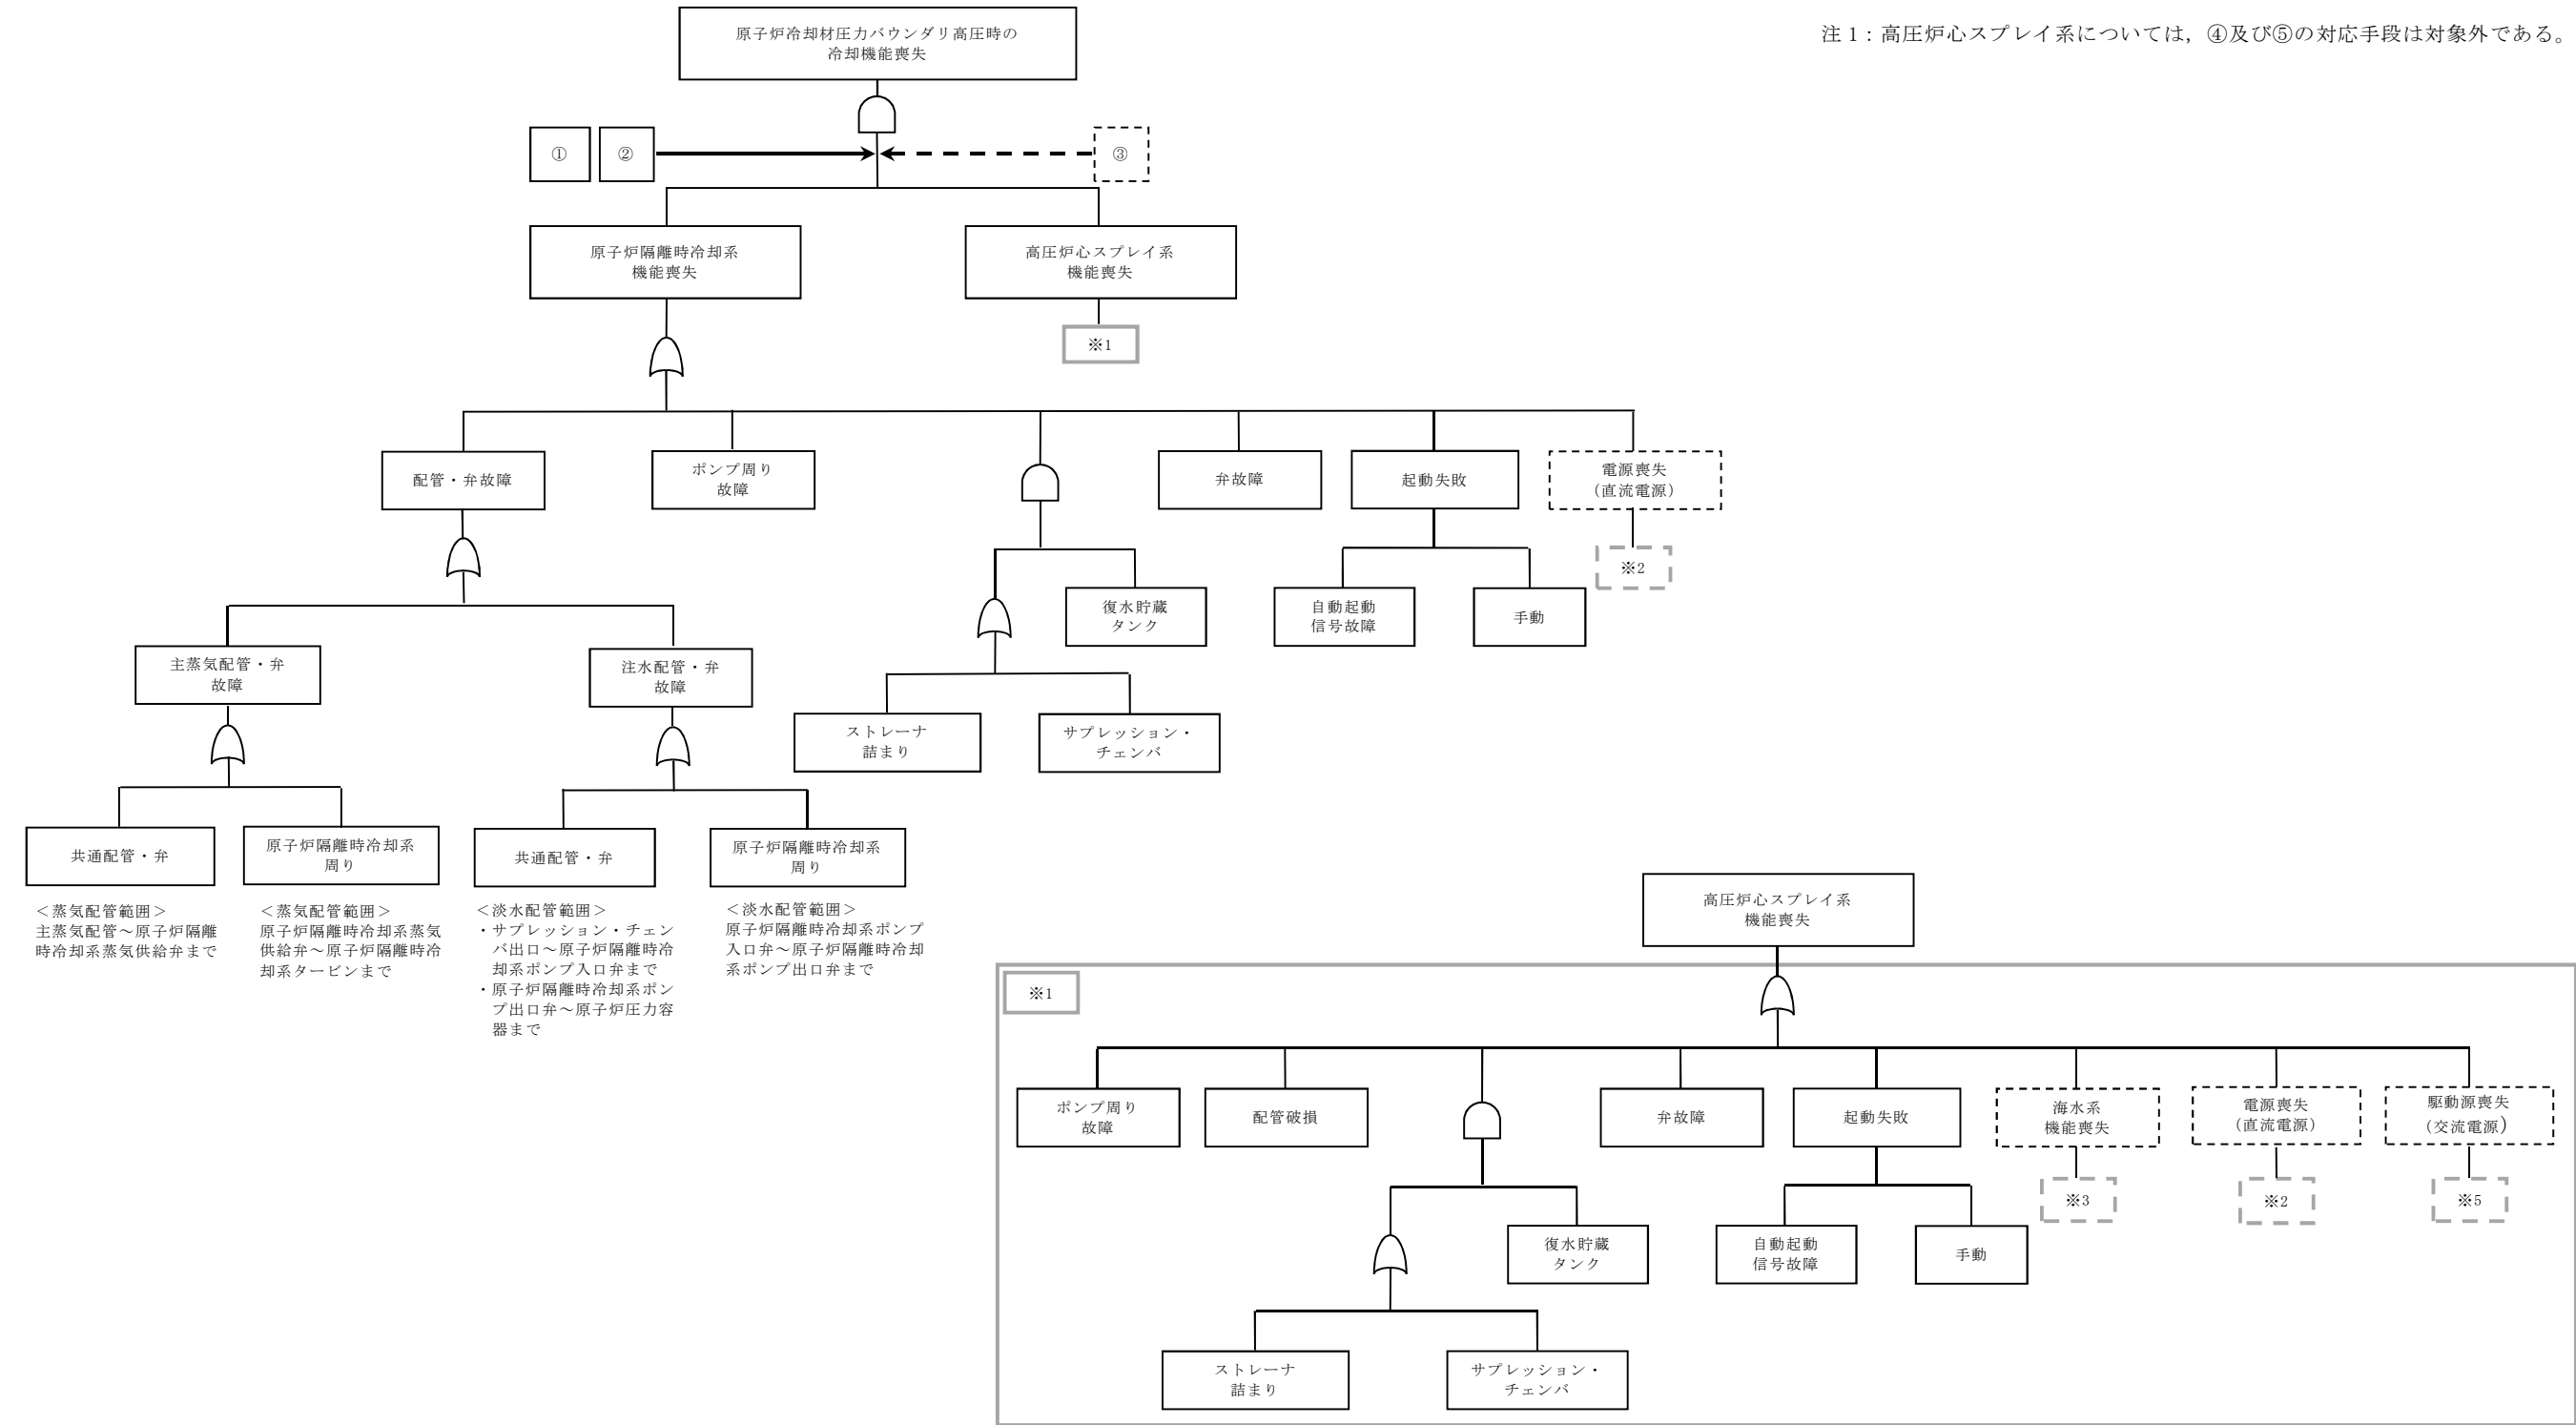 原子炉冷却材圧力バウンダリ高圧時の
冷却機能喪失
注1：高圧炉心スプレイ系については，④及び⑤の対応手段は対象外である。
①
②
③
原子炉隔離時冷却系
機能喪失
高圧炉心スプレイ系
機能喪失
※1
配管・弁故障
ポンプ周り
故障
弁故障
起動失敗
電源喪失
（直流電源）
※2
復水貯蔵
タンク
自動起動
信号故障
手動
主蒸気配管・弁
故障
注水配管・弁
故障
ストレーナ
詰まり
サプレッション・
チェンバ
共通配管・弁
原子炉隔離時冷却系
周り
共通配管・弁
原子炉隔離時冷却系
周り
＜蒸気配管範囲＞
主蒸気配管～原子炉隔離
時冷却系蒸気供給弁まで
＜蒸気配管範囲＞
原子炉隔離時冷却系蒸気
供給弁～原子炉隔離時冷
却系タービンまで
＜淡水配管範囲＞
・サプレッション・チェン
バ出口～原子炉隔離時冷
却系ポンプ入口弁まで
・原子炉隔離時冷却系ポン
プ出口弁～原子炉圧力容
器まで
＜淡水配管範囲＞
原子炉隔離時冷却系ポンプ
入口弁～原子炉隔離時冷却
系ポンプ出口弁まで
高圧炉心スプレイ系
機能喪失
※1
ポンプ周り
故障
配管破損
弁故障
起動失敗
海水系
機能喪失
電源喪失
（直流電源）
駆動源喪失
（交流電源）
※3
※2
※5
復水貯蔵
タンク
自動起動
信号故障
手動
ストレーナ
詰まり
サプレッション・
チェンバ